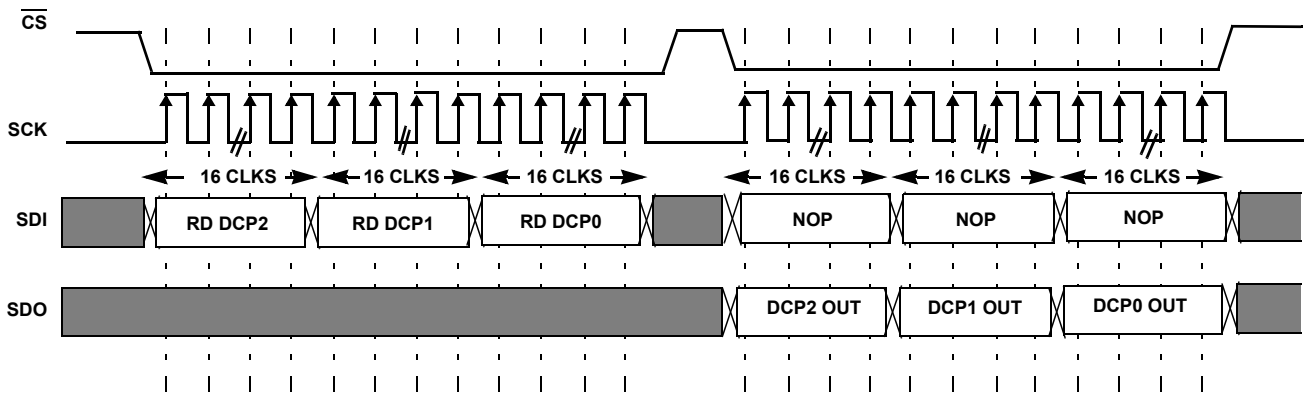 CS
SCK
16 CLKS 16 CLKS 16 CLKS 16 CLKS 16 CLKS 16 CLKS
SDI RD DCP2 RD DCP1 RD DCP0 NOP NOP NOP
SDO DCP2 OUT DCP1 OUT DCP0 OUT